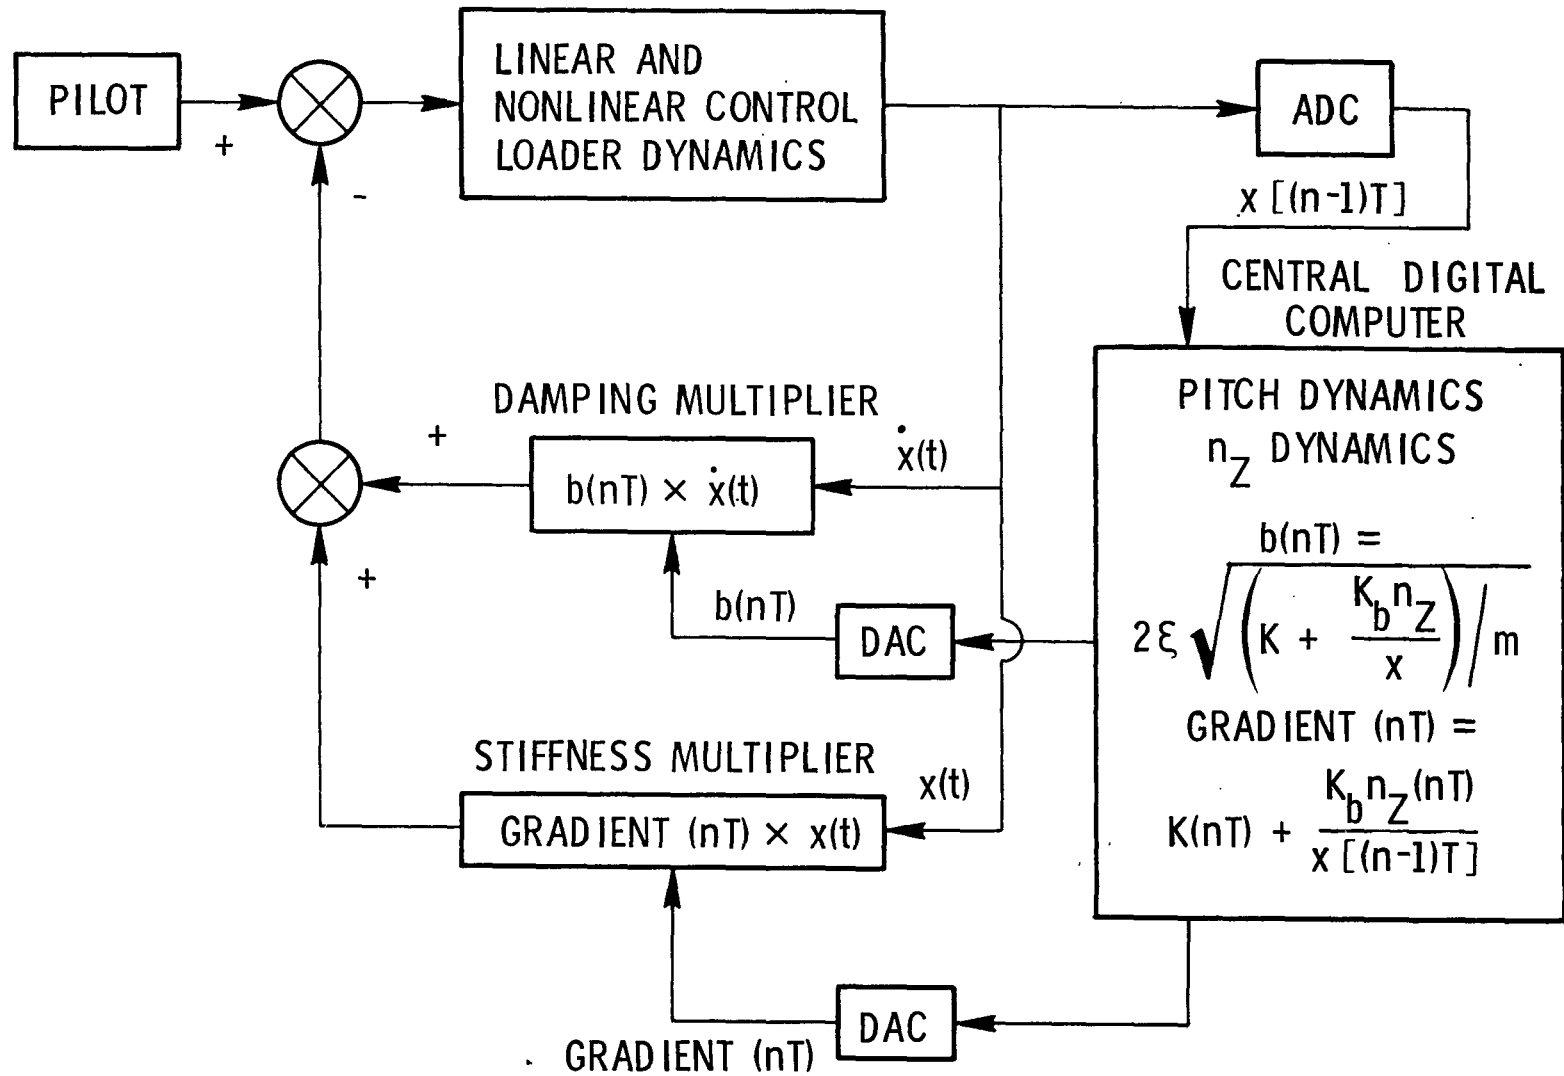 PILOT
+
-
LINEAR AND
NONLINEAR CONTROL
LOADER DYNAMICS
ADC
x [(n-1)T]
CENTRAL DIGITAL
COMPUTER
PITCH DYNAMICS
n_Z DYNAMICS
b(nT) =
2ξ √(K + K_b n_Z / x) / m
GRADIENT (nT) =
K(nT) + K_b n_Z (nT) / x [(n-1)T]
DAMPING MULTIPLIER
+
b(nT) × ẋ(t)
ẋ(t)
b(nT)
DAC
+
STIFFNESS MULTIPLIER
GRADIENT (nT) × x(t)
x(t)
DAC
GRADIENT (nT)